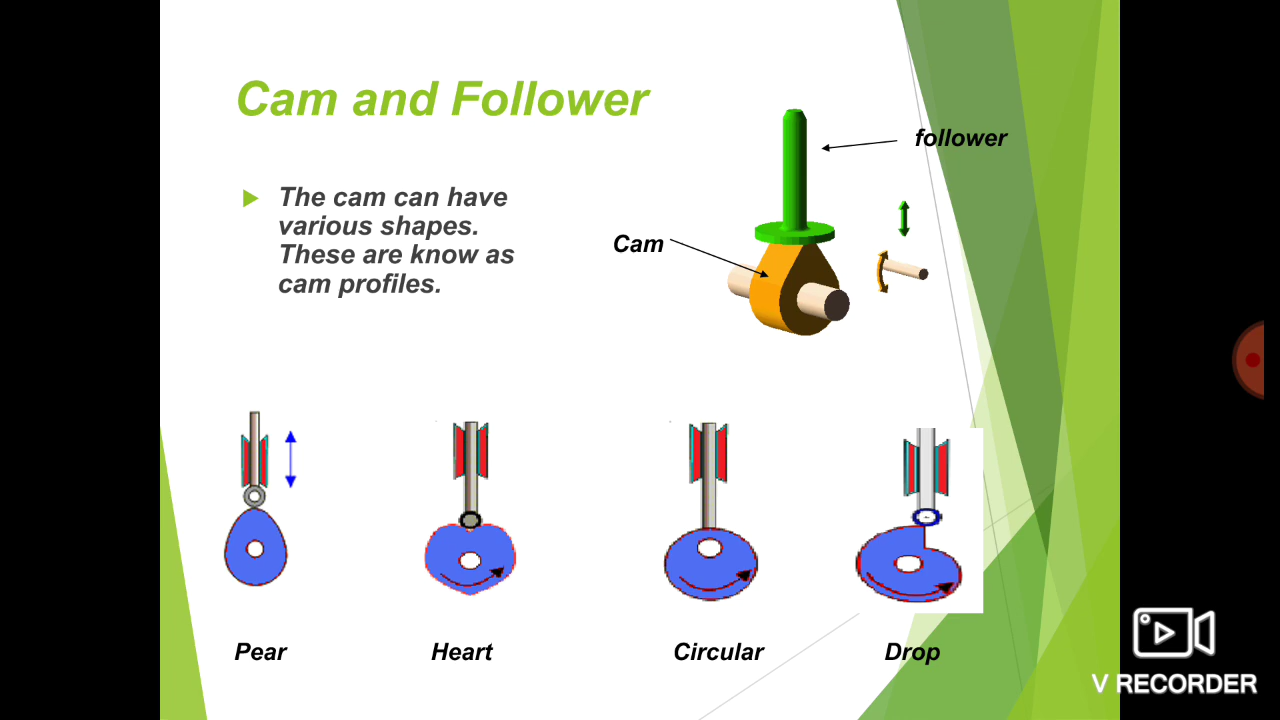 Cam and Follower
follower
The cam can have
various shapes.
These are know as
cam profiles.
Cam
Pear
Heart
Circular
Drop
V RECORDER